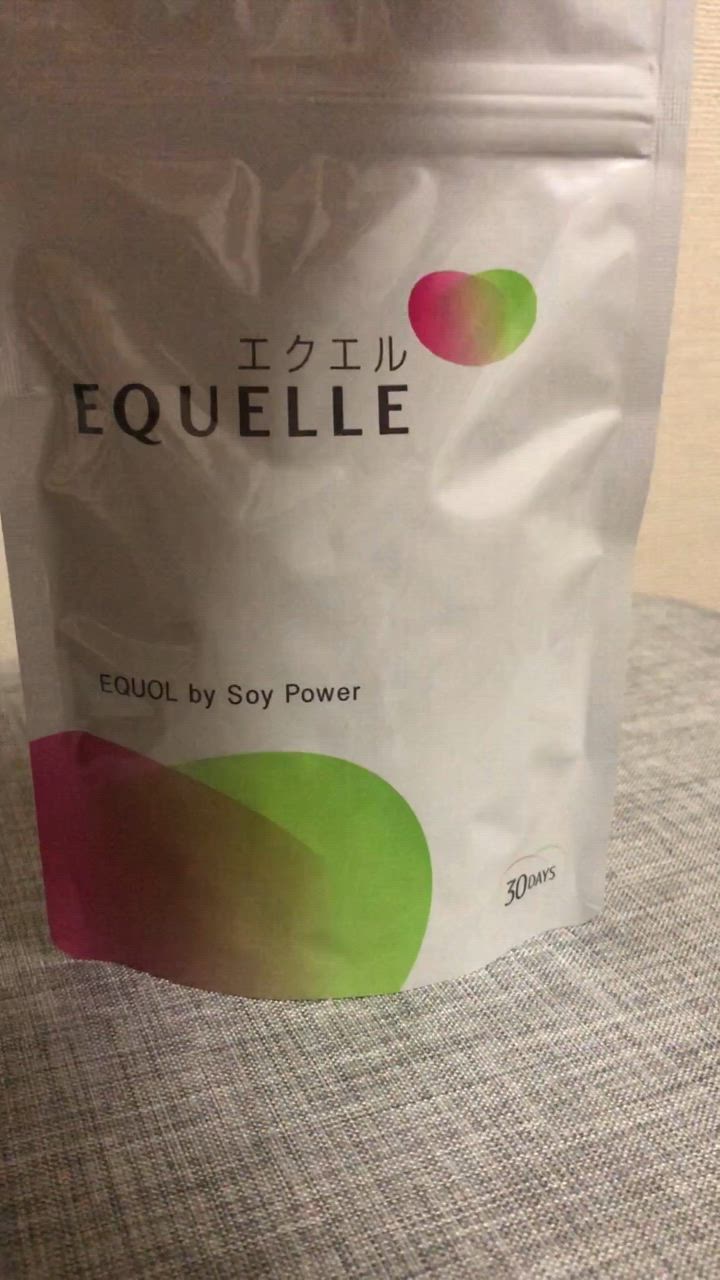 エクエル
EQUELLE
EQUOL by Soy Power
30DAYS